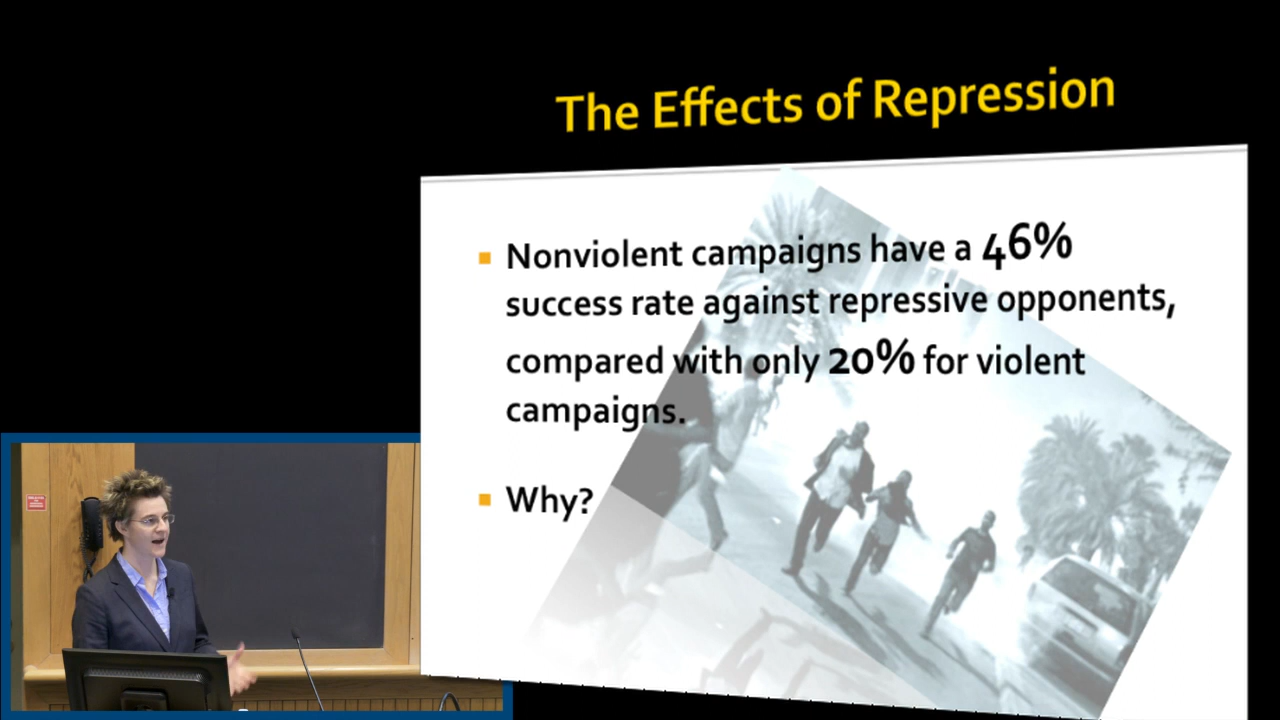 The Effects of Repression
Nonviolent campaigns have a 46%
success rate against repressive opponents,
compared with only 20% for violent
campaigns.
Why?